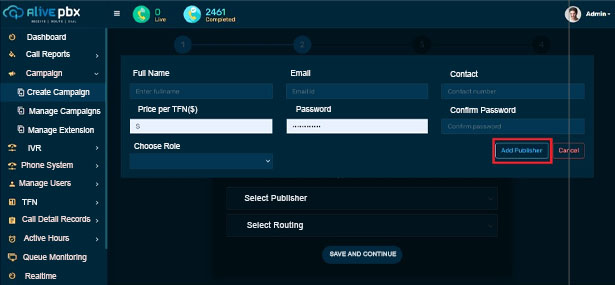 ALIVE pbx
RECEIVE | ROUTE | DIAL
0
Live
2461
Completed
Admin
Dashboard
Call Reports
Campaign
Create Campaign
Manage Campaigns
Manage Extension
IVR
Phone System
Manage Users
TFN
Call Detail Records
Active Hours
Queue Monitoring
Realtime
1 2 3 4
Full Name Email Contact
Enter fullname Email id Contact number
Price per TFN($) Password Confirm Password
$ ············ Confirm password
Choose Role
Add Publisher Cancel
Select Publisher
Select Routing
SAVE AND CONTINUE